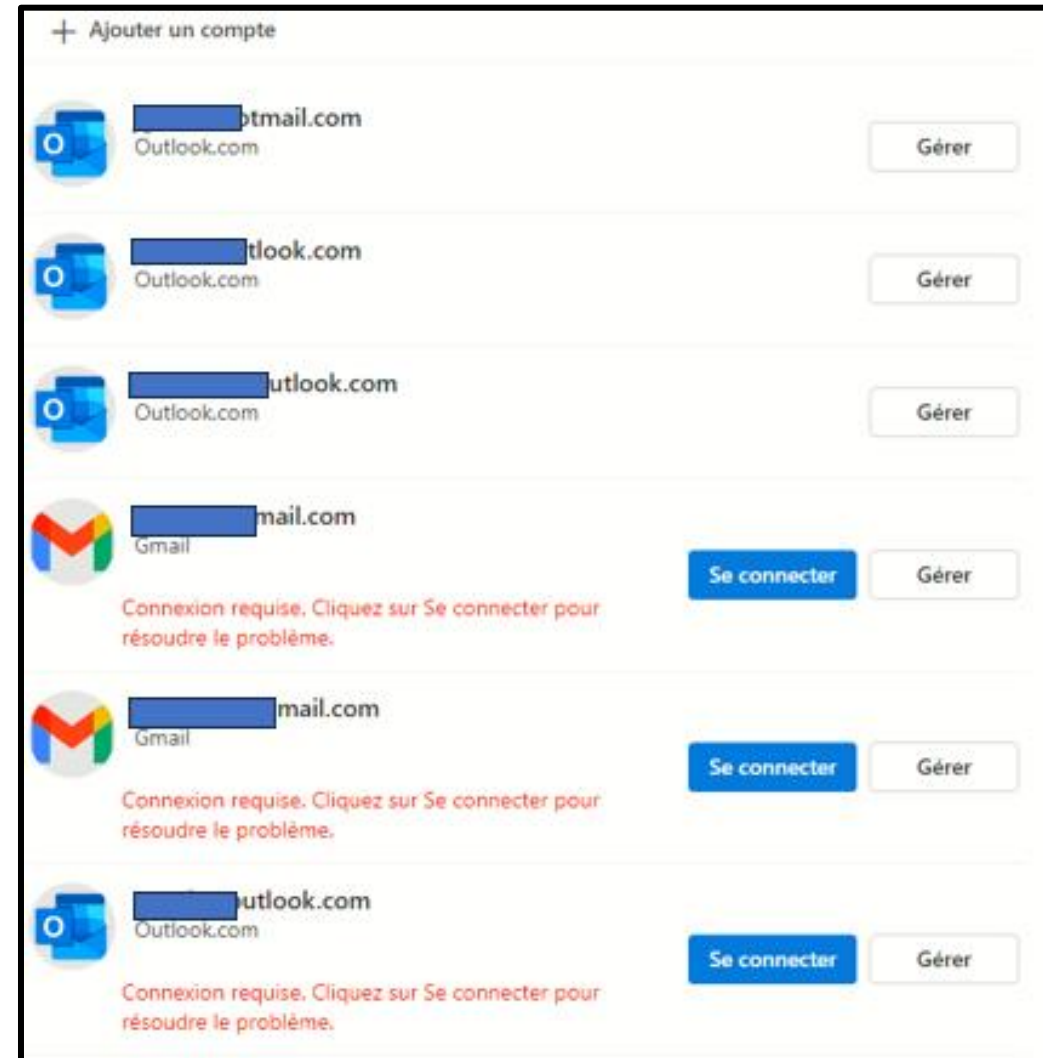 + Ajouter un compte
otmail.com
Outlook.com
Gérer
tlook.com
Outlook.com
Gérer
utlook.com
Outlook.com
Gérer
mail.com
Gmail
Se connecter
Gérer
Connexion requise. Cliquez sur Se connecter pour
résoudre le problème.
mail.com
Gmail
Se connecter
Gérer
Connexion requise. Cliquez sur Se connecter pour
résoudre le problème.
utlook.com
Outlook.com
Se connecter
Gérer
Connexion requise. Cliquez sur Se connecter pour
résoudre le problème.